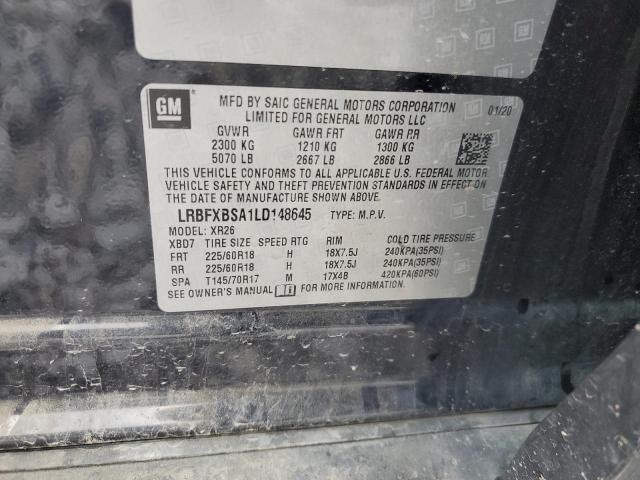 GM
MFD BY SAIC GENERAL MOTORS CORPORATION
LIMITED FOR GENERAL MOTORS LLC
01/20
GVWR GAWR FRT GAWR RR
2300 KG 1210 KG 1300 KG
5070 LB 2667 LB 2866 LB
THIS VEHICLE CONFORMS TO ALL APPLICABLE U.S. FEDERAL MOTOR
VEHICLE SAFETY, BUMPER, AND THEFT PREVENTION STANDARDS IN EFFECT ON
THE DATE OF MANUFACTURE SHOWN ABOVE.
LRBFXBSA1LD148645 TYPE: M.P.V.
MODEL: XR26
XBD7 TIRE SIZE SPEED RTG RIM COLD TIRE PRESSURE
FRT 225/60R18 H 18X7.5J 240KPA(35PSI)
RR 225/60R18 H 18X7.5J 240KPA(35PSI)
SPA T145/70R17 M 17X4B 420KPA(60PSI)
SEE OWNER'S MANUAL FOR MORE INFORMATION.